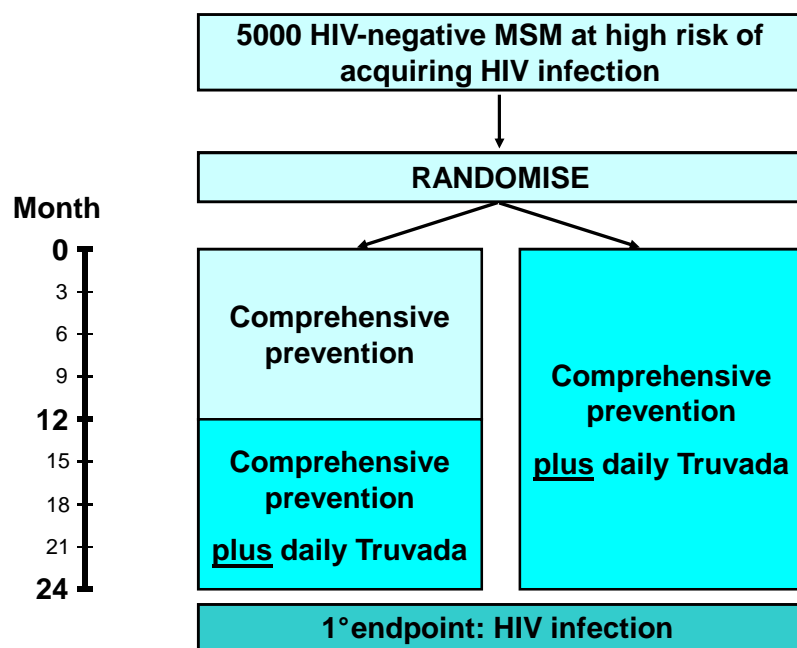 5000 HIV-negative MSM at high risk of
acquiring HIV infection
RANDOMISE
Month
0
3
6
9
12
15
18
21
24
Comprehensive
prevention
Comprehensive
prevention
plus daily Truvada
Comprehensive
prevention
plus daily Truvada
1°endpoint: HIV infection